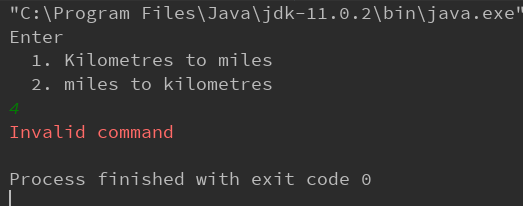 "C:\Program Files\Java\jdk-11.0.2\bin\java.exe"
Enter
  1. Kilometres to miles
  2. miles to kilometres
4
Invalid command

Process finished with exit code 0